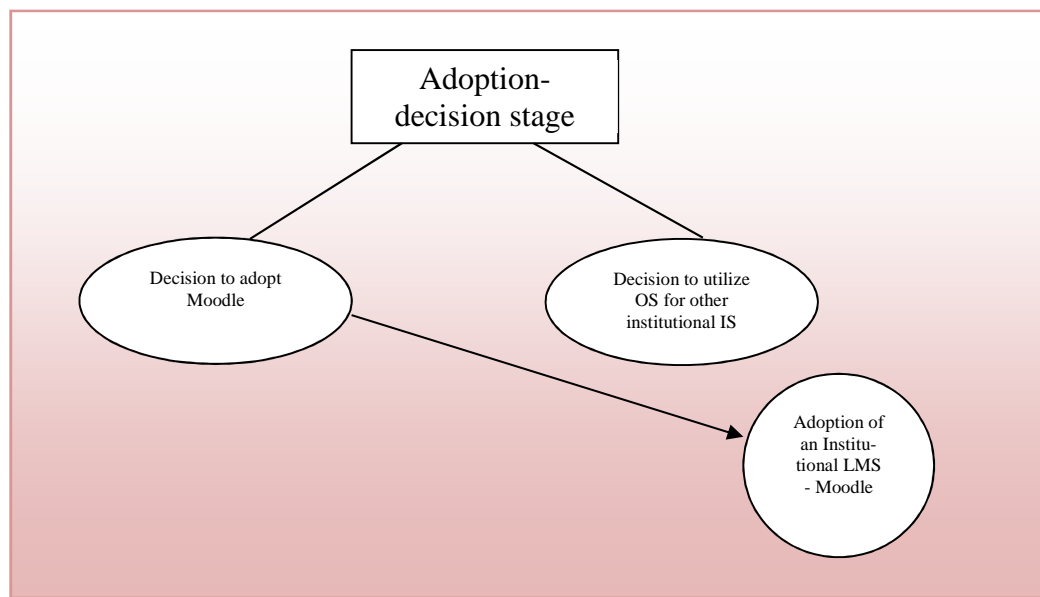 Adoption-
decision stage
Decision to adopt
Moodle
Decision to utilize
OS for other
institutional IS
Adoption of
an Institu-
tional LMS
- Moodle